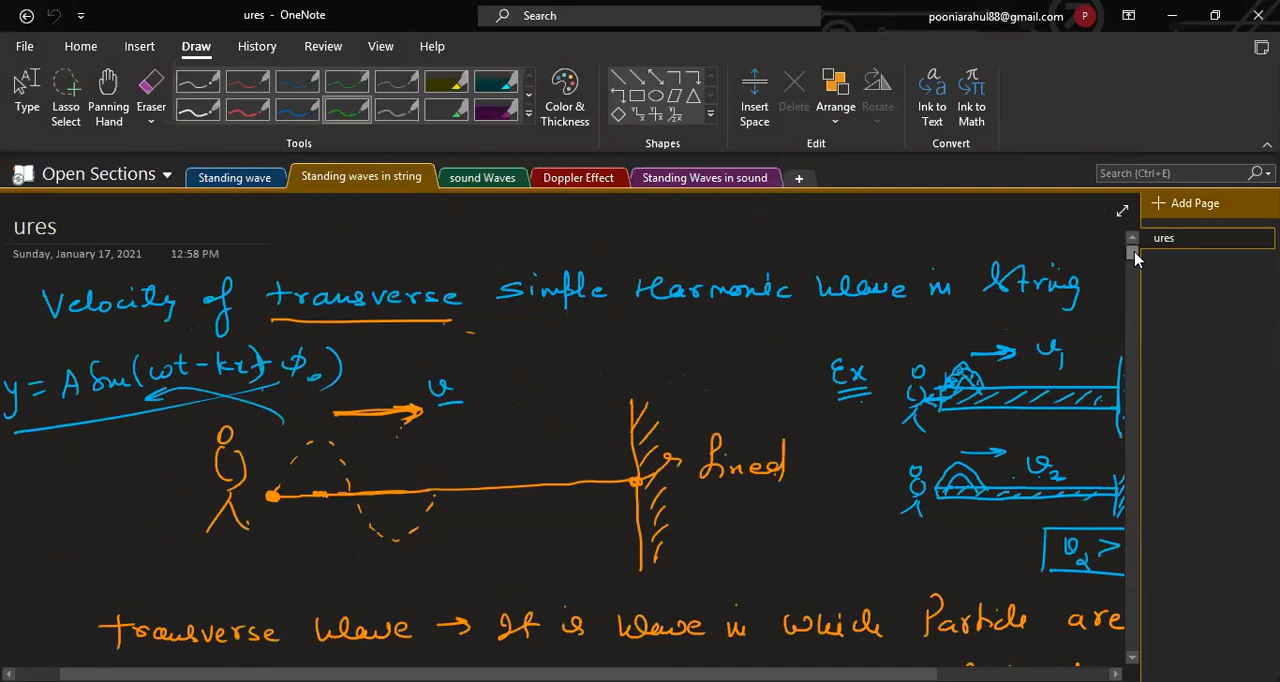 ures - OneNote
Search
pooniarahul88@gmail.com
P
File
Home
Insert
Draw
History
Review
View
Help
Type
Lasso
Select
Panning
Hand
Eraser
Color &
Thickness
Insert
Space
Delete
Arrange
Rotate
Ink to
Text
Ink to
Math
Tools
Shapes
Edit
Convert
Open Sections
Standing wave
Standing waves in string
sound Waves
Doppler Effect
Standing Waves in sound
Search (Ctrl+E)
Add Page
ures
ures
Sunday, January 17, 2021
12:58 PM
Velocity of transverse Simple Harmonic Wave in String
y = A Sin(ωt - kx + φ₀)
v
Ex
v₁
v₂
v₂ >
transverse Wave → It is Wave in which Particle are